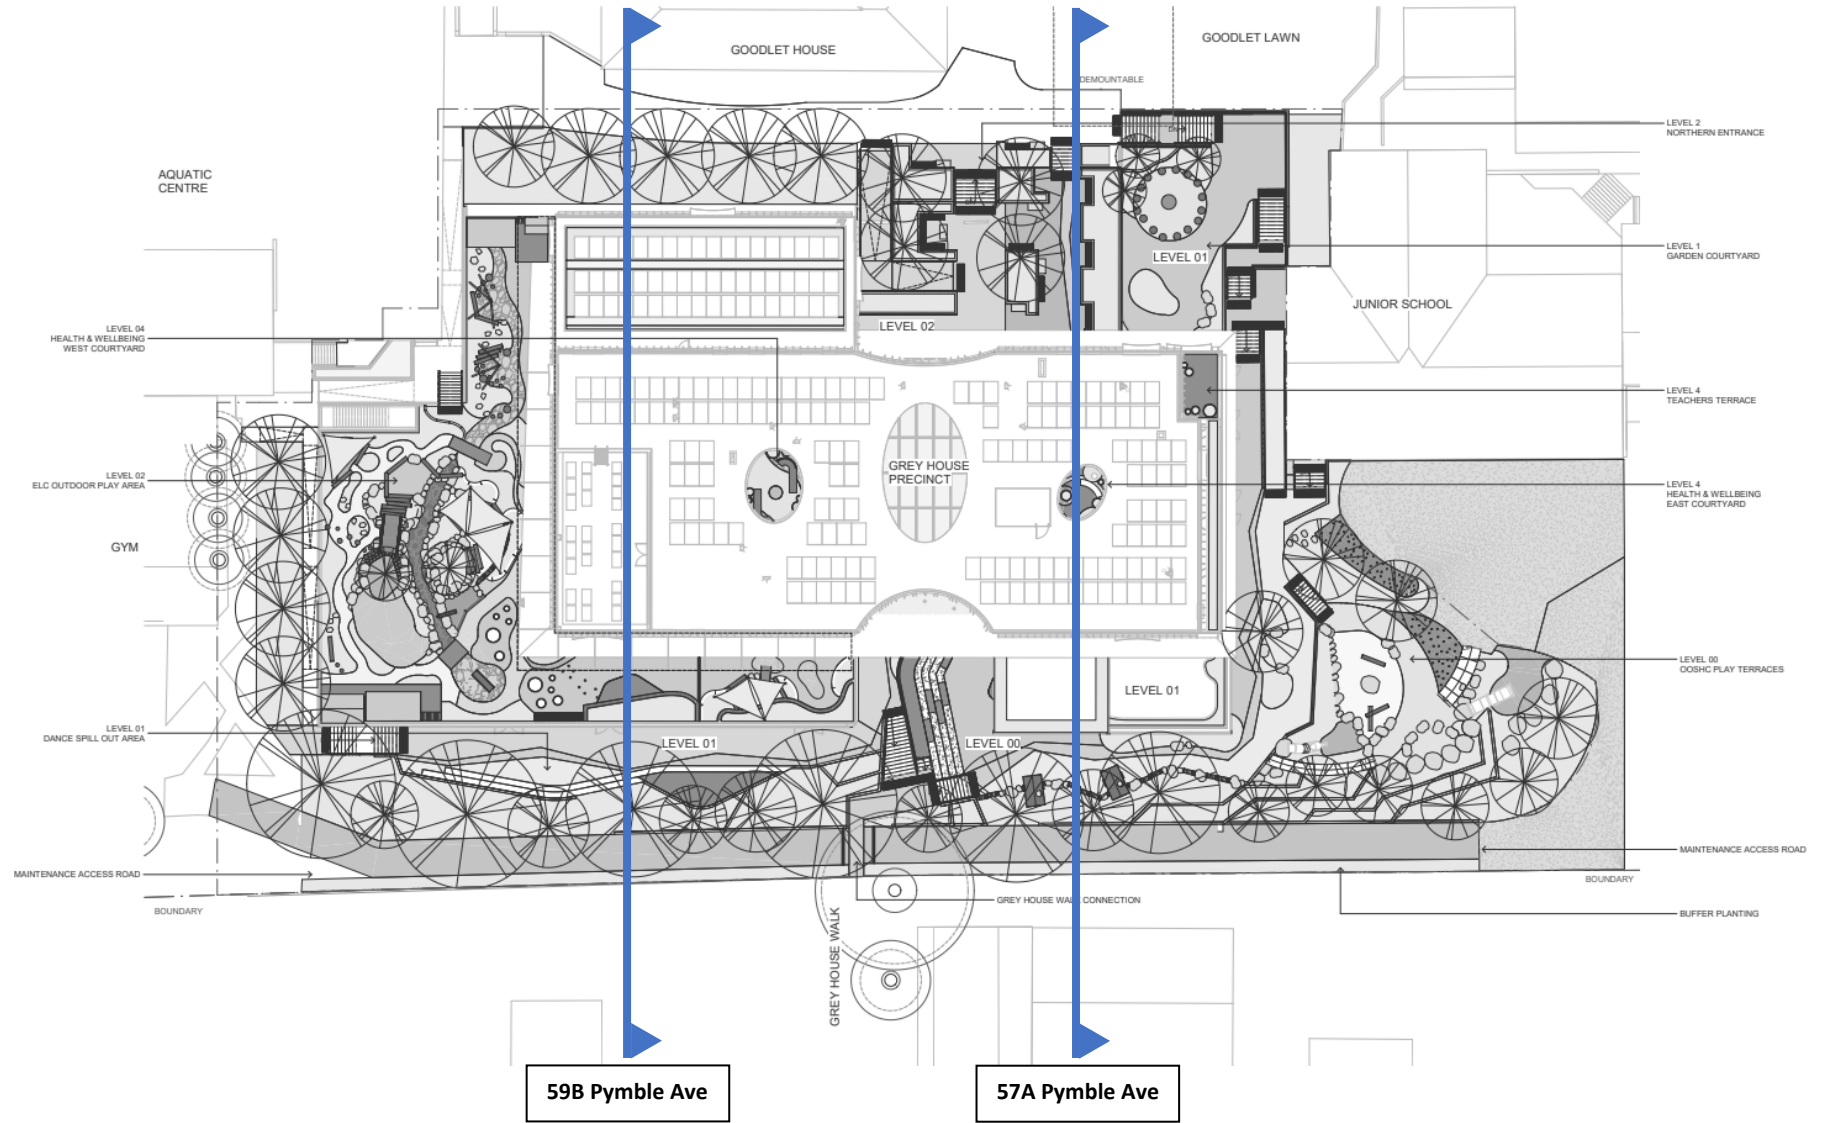 GOODLET HOUSE
GOODLET LAWN
DEMOUNTABLE
LEVEL 2
NORTHERN ENTRANCE
AQUATIC
CENTRE
DN
DN
LEVEL 1
GARDEN COURTYARD
LEVEL 01
JUNIOR SCHOOL
LEVEL 02
LEVEL 04
HEALTH & WELLBEING
WEST COURTYARD
LEVEL 4
TEACHERS TERRACE
GREY HOUSE
PRECINCT
LEVEL 02
ELC OUTDOOR PLAY AREA
LEVEL 4
HEALTH & WELLBEING
EAST COURTYARD
GYM
LEVEL 00
OOSHC PLAY TERRACES
LEVEL 01
LEVEL 01
DANCE SPILL OUT AREA
LEVEL 01
LEVEL 00
MAINTENANCE ACCESS ROAD
MAINTENANCE ACCESS ROAD
BOUNDARY
BOUNDARY
GREY HOUSE WALK CONNECTION
BUFFER PLANTING
GREY HOUSE WALK
59B Pymble Ave
57A Pymble Ave